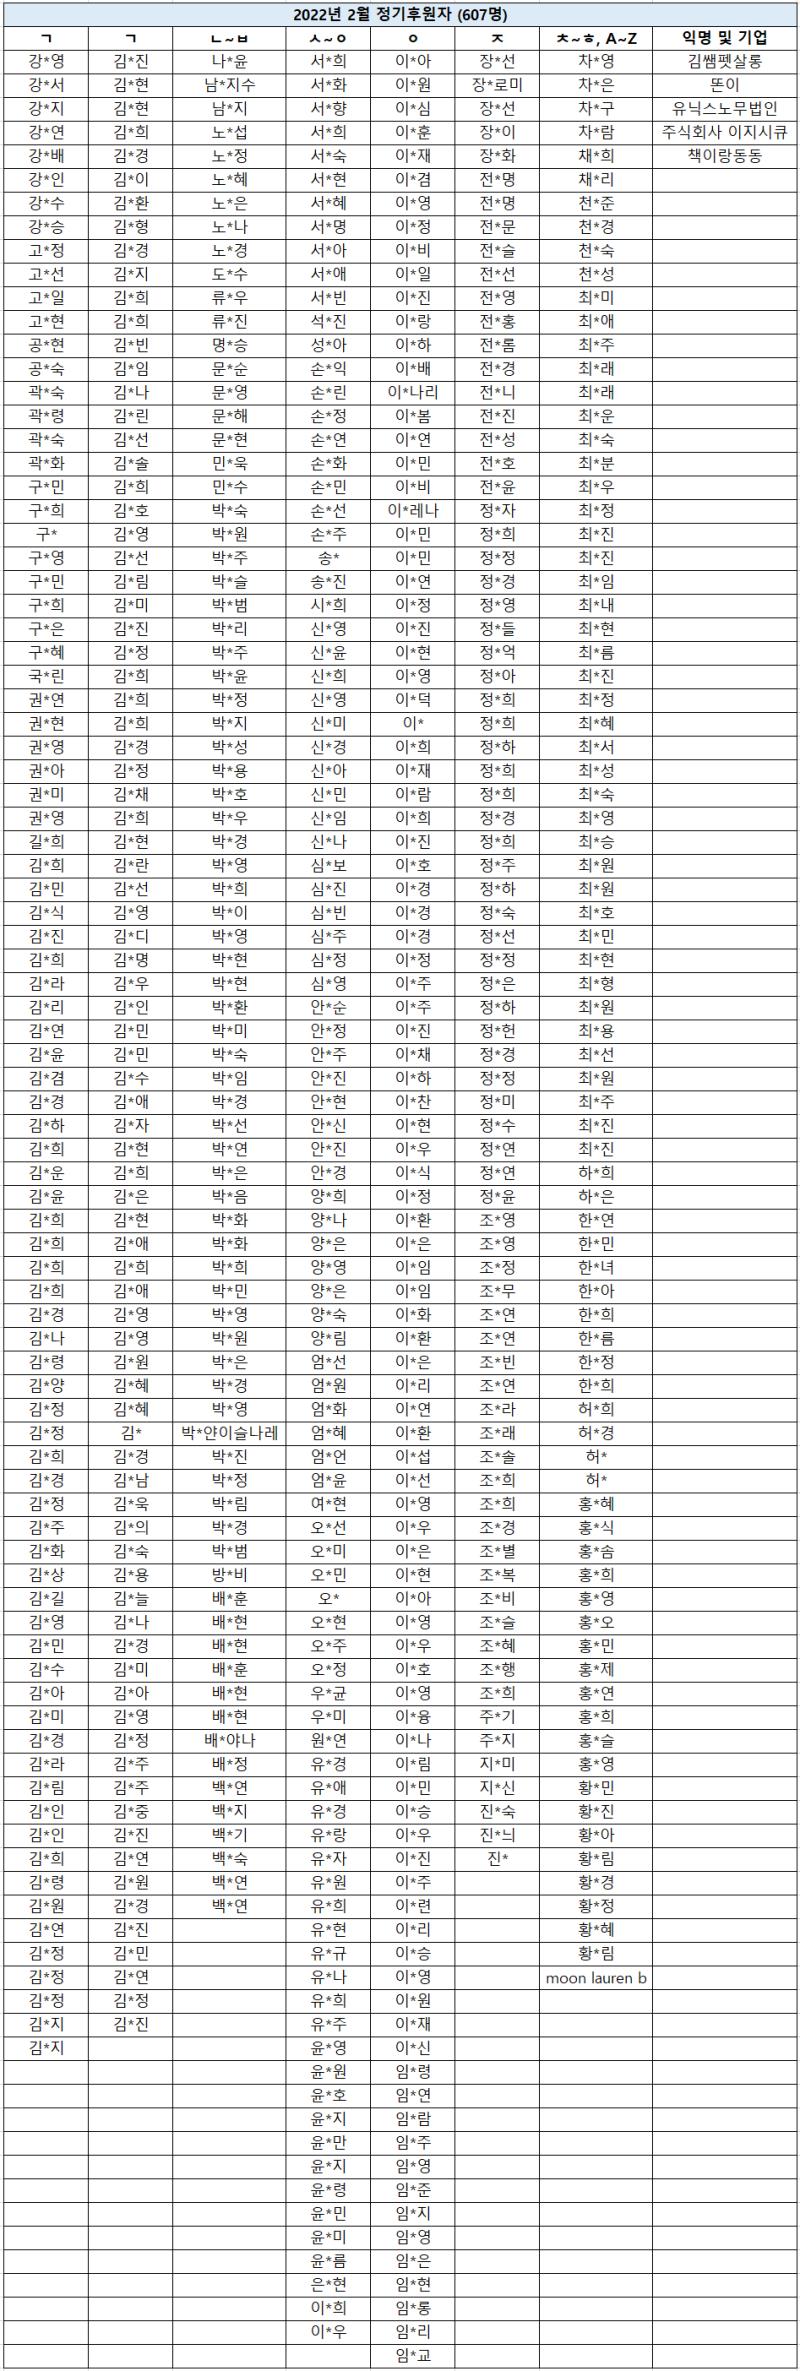 2022년 2월 정기후원자 (607명)
ㄱ ㄱ ㄴ~ㅂ ㅅ~ㅇ ㅇ ㅈ ㅊ~ㅎ, A~Z 익명 및 기업
강*영 김*진 나*윤 서*희 이*아 장*선 차*영 김쌤펫살롱
강*서 김*현 남*지수 서*화 이*원 장*로미 차*은 똔이
강*지 김*현 남*지 서*향 이*심 장*선 차*구 유닉스노무법인
강*연 김*희 노*섭 서*희 이*훈 장*이 차*람 주식회사 이지시큐
강*배 김*경 노*정 서*숙 이*재 장*화 채*희 책이랑동동
강*인 김*이 노*혜 서*현 이*겸 전*명 채*리
강*수 김*환 노*은 서*혜 이*영 전*명 천*준
강*승 김*형 노*나 서*명 이*정 전*문 천*경
고*정 김*경 노*경 서*아 이*비 전*슬 천*숙
고*선 김*지 도*수 서*애 이*일 전*선 천*성
고*일 김*희 류*우 서*빈 이*진 전*영 최*미
고*현 김*희 류*진 석*진 이*랑 전*홍 최*애
공*현 김*빈 명*승 성*아 이*하 전*롬 최*주
공*숙 김*임 문*순 손*익 이*배 전*경 최*래
곽*숙 김*나 문*영 손*린 이*나리 전*니 최*래
곽*령 김*린 문*해 손*정 이*봄 전*진 최*운
곽*숙 김*선 문*현 손*연 이*연 전*성 최*숙
곽*화 김*솔 민*욱 손*화 이*민 전*호 최*분
구*민 김*희 민*수 손*민 이*비 전*윤 최*우
구*희 김*호 박*숙 손*선 이*레나 정*자 최*정
구* 김*영 박*원 손*주 이*민 정*희 최*진
구*영 김*선 박*주 송* 이*민 정*정 최*진
구*민 김*림 박*슬 송*진 이*연 정*경 최*임
구*희 김*미 박*범 시*희 이*정 정*영 최*내
구*은 김*진 박*리 신*영 이*진 정*들 최*현
구*혜 김*정 박*주 신*윤 이*현 정*억 최*름
국*린 김*희 박*윤 신*희 이*영 정*아 최*진
권*연 김*희 박*정 신*영 이*덕 정*희 최*정
권*현 김*희 박*지 신*미 이* 정*희 최*혜
권*영 김*경 박*성 신*경 이*희 정*하 최*서
권*아 김*정 박*용 신*아 이*재 정*희 최*성
권*미 김*채 박*호 신*민 이*람 정*희 최*숙
권*영 김*희 박*우 신*임 이*희 정*경 최*영
길*희 김*현 박*경 신*나 이*진 정*희 최*승
김*희 김*란 박*영 심*보 이*호 정*주 최*원
김*민 김*선 박*희 심*진 이*경 정*하 최*원
김*식 김*영 박*이 심*빈 이*경 정*숙 최*호
김*진 김*디 박*영 심*주 이*경 정*선 최*민
김*희 김*명 박*현 심*정 이*정 정*정 최*현
김*라 김*우 박*현 심*영 이*주 정*은 최*형
김*리 김*인 박*환 안*순 이*주 정*하 최*원
김*연 김*민 박*미 안*정 이*진 정*헌 최*용
김*윤 김*민 박*숙 안*주 이*채 정*경 최*선
김*겸 김*수 박*임 안*진 이*하 정*정 최*원
김*경 김*애 박*경 안*현 이*찬 정*미 최*주
김*하 김*자 박*선 안*신 이*현 정*수 최*진
김*희 김*현 박*연 안*진 이*우 정*연 최*진
김*운 김*희 박*은 안*경 이*식 정*연 하*희
김*윤 김*은 박*음 양*희 이*정 정*윤 하*은
김*희 김*현 박*화 양*나 이*환 조*영 한*연
김*희 김*애 박*화 양*은 이*은 조*영 한*민
김*희 김*희 박*희 양*영 이*임 조*정 한*녀
김*희 김*애 박*민 양*은 이*임 조*무 한*아
김*경 김*영 박*영 양*숙 이*화 조*연 한*희
김*나 김*영 박*원 양*림 이*환 조*연 한*름
김*령 김*원 박*은 엄*선 이*은 조*빈 한*정
김*양 김*혜 박*경 엄*원 이*리 조*연 한*희
김*정 김*혜 박*영 엄*화 이*연 조*라 허*희
김*정 김* 박*얀이슬나레 엄*혜 이*환 조*래 허*경
김*희 김*경 박*진 엄*언 이*섭 조*솔 허*
김*경 김*남 박*정 엄*윤 이*선 조*희 허*
김*정 김*욱 박*림 여*현 이*영 조*희 홍*혜
김*주 김*의 박*경 오*선 이*우 조*경 홍*식
김*화 김*숙 박*범 오*미 이*은 조*별 홍*솜
김*상 김*용 방*비 오*민 이*현 조*복 홍*희
김*길 김*늘 배*훈 오* 이*아 조*비 홍*영
김*영 김*나 배*현 오*현 이*영 조*슬 홍*오
김*민 김*경 배*현 오*주 이*우 조*혜 홍*민
김*수 김*미 배*훈 오*정 이*호 조*행 홍*제
김*아 김*아 배*현 우*균 이*영 조*희 홍*연
김*미 김*영 배*현 우*미 이*융 주*기 홍*희
김*경 김*정 배*야나 원*연 이*나 주*지 홍*슬
김*라 김*주 배*정 유*경 이*림 지*미 홍*영
김*림 김*주 백*연 유*애 이*민 지*신 황*민
김*인 김*중 백*지 유*경 이*승 진*숙 황*진
김*인 김*진 백*기 유*랑 이*우 진*늬 황*아
김*희 김*연 백*숙 유*자 이*진 진* 황*림
김*령 김*원 백*연 유*원 이*주 황*경
김*원 김*경 백*연 유*희 이*련 황*정
김*연 김*진 유*현 이*리 황*혜
김*정 김*민 유*규 이*승 황*림
김*정 김*연 유*나 이*영 moon lauren b
김*정 김*정 유*희 이*원
김*지 김*진 유*주 이*재
김*지 윤*영 이*신
윤*원 임*령
윤*호 임*연
윤*지 임*람
윤*만 임*주
윤*지 임*영
윤*령 임*준
윤*민 임*지
윤*미 임*영
윤*름 임*은
은*현 임*현
이*희 임*롱
이*우 임*리
임*교